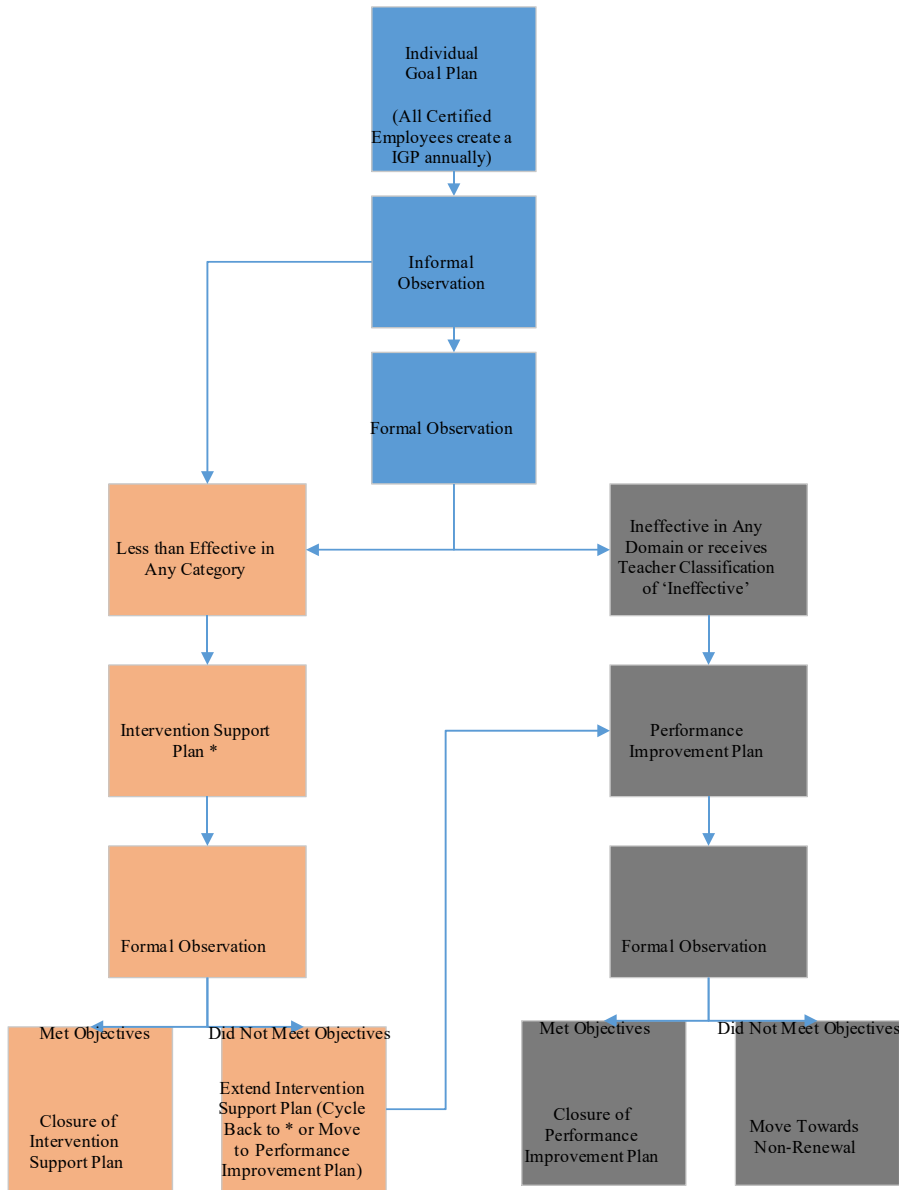 Individual
Goal Plan
(All Certified
Employees create a
IGP annually)
Informal
Observation
Formal Observation
Less than Effective in
Any Category
Ineffective in Any
Domain or receives
Teacher Classification
of ‘Ineffective’
Intervention Support
Plan *
Performance
Improvement Plan
Formal Observation
Formal Observation
Met Objectives
Did Not Meet Objectives
Met Objectives
Did Not Meet Objectives
Closure of
Intervention
Support Plan
Extend Intervention
Support Plan (Cycle
Back to * or Move
to Performance
Improvement Plan)
Closure of
Performance
Improvement Plan
Move Towards
Non-Renewal